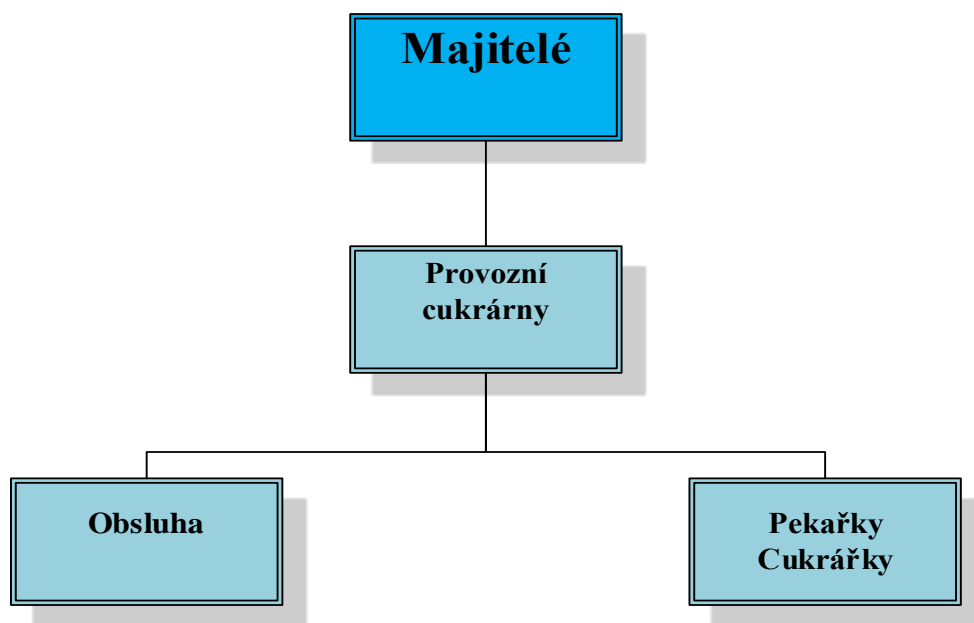 Majitelé
Provozní
cukrárny
Obsluha
Pekařky
Cukrářky